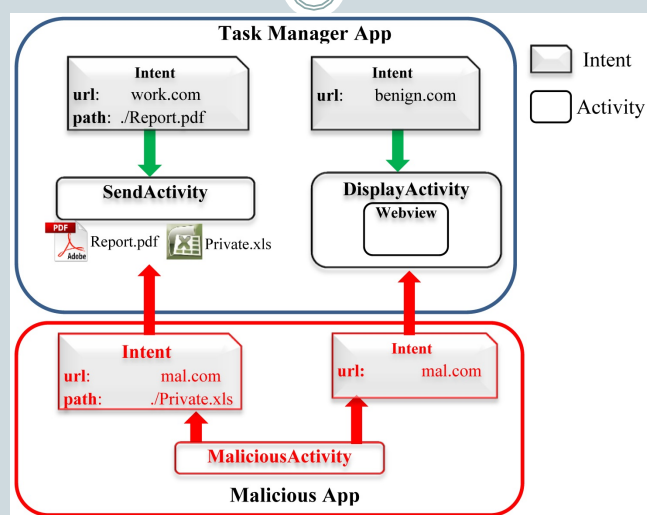 Task Manager App
Intent
url: work.com
path: ./Report.pdf
Intent
url: benign.com
Intent
Activity
SendActivity
PDF
Adobe
Report.pdf
Private.xls
DisplayActivity
Webview
Intent
url: mal.com
path: ./Private.xls
Intent
url: mal.com
MaliciousActivity
Malicious App